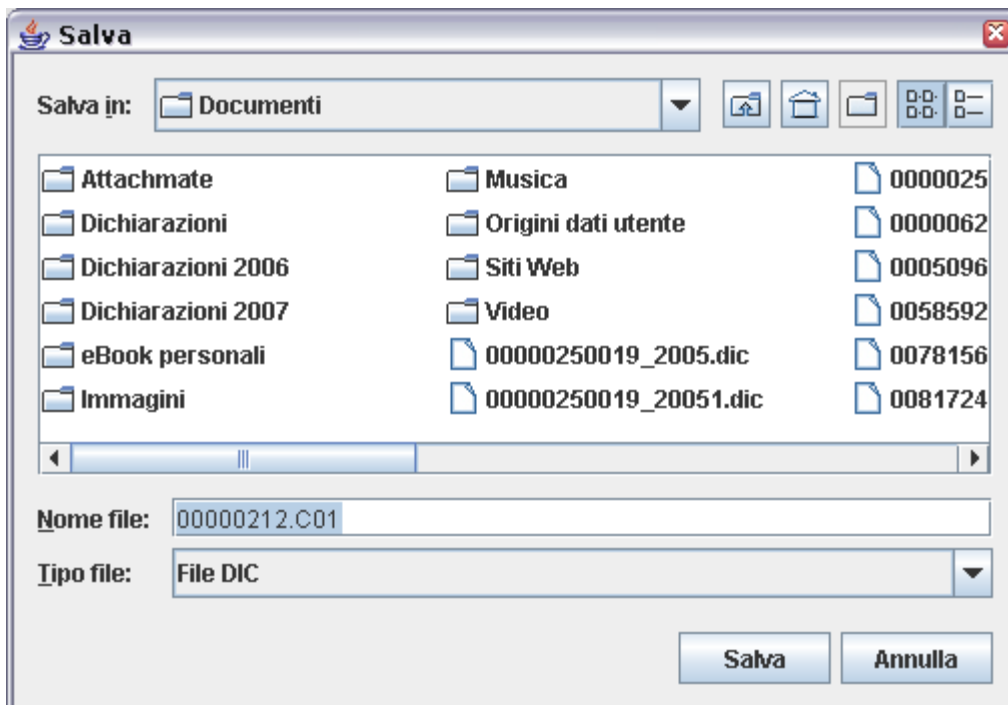 Salva
Salva in: Documenti
Attachmate
Dichiarazioni
Dichiarazioni 2006
Dichiarazioni 2007
eBook personali
Immagini
Musica
Origini dati utente
Siti Web
Video
00000250019_2005.dic
00000250019_20051.dic
0000025
0000062
0005096
0058592
0078156
0081724
Nome file: 00000212.C01
Tipo file: File DIC
Salva Annulla